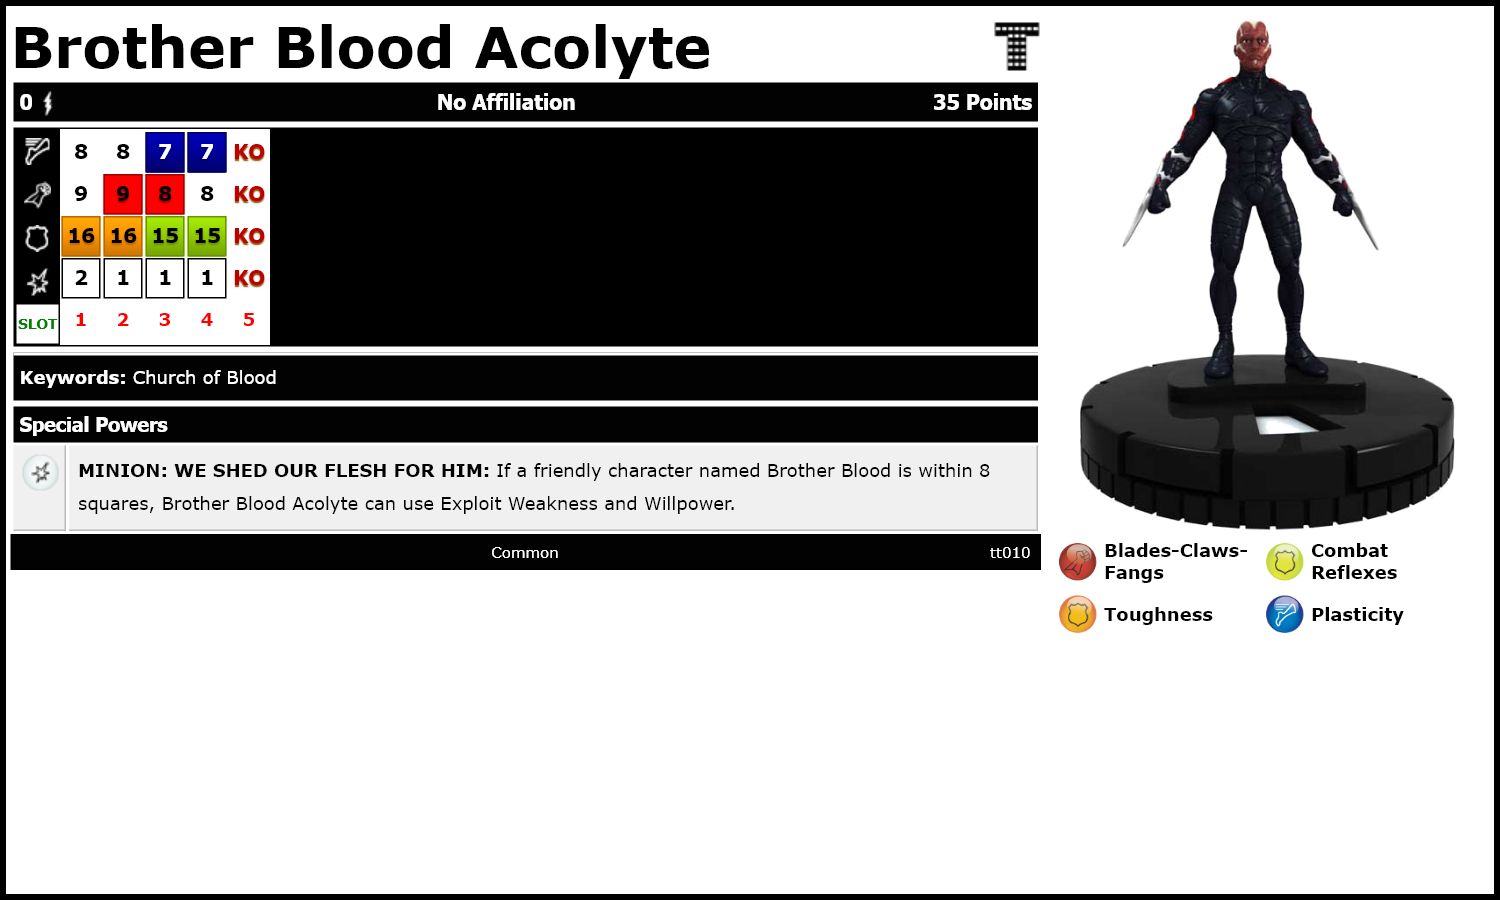 Brother Blood Acolyte T
0 No Affiliation 35 Points
8 8 7 7 KO
9 9 8 8 KO
16 16 15 15 KO
2 1 1 1 KO
SLOT 1 2 3 4 5
Keywords: Church of Blood
Special Powers
MINION: WE SHED OUR FLESH FOR HIM: If a friendly character named Brother Blood is within 8
squares, Brother Blood Acolyte can use Exploit Weakness and Willpower.
Common tt010
Blades-Claws-
Fangs
Combat
Reflexes
Toughness
Plasticity